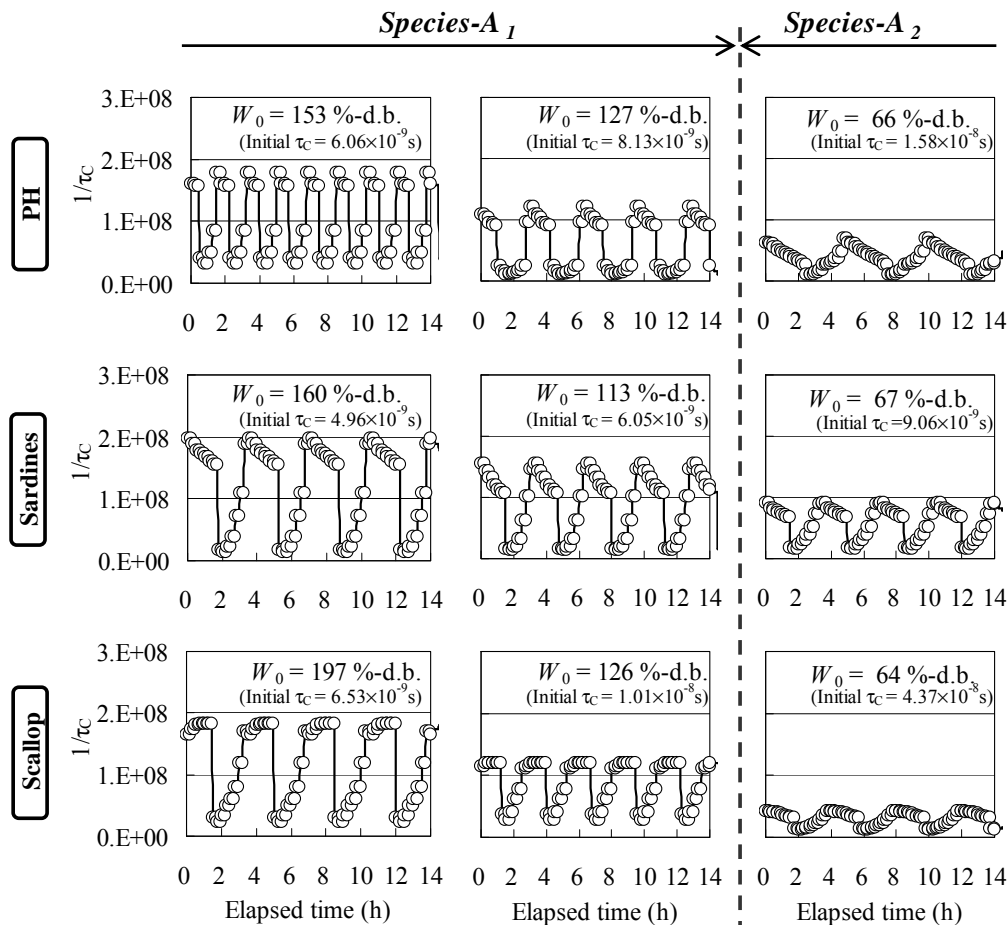 Species-A 1
Species-A 2
PH
1/τC
3.E+08
2.E+08
1.E+08
0.E+00
W0 = 153 %-d.b.
(Initial τC = 6.06×10-9s)
W0 = 127 %-d.b.
(Initial τC = 8.13×10-9s)
W0 = 66 %-d.b.
(Initial τC = 1.58×10-8s)
0 2 4 6 8 10 12 14
0 2 4 6 8 10 12 14
0 2 4 6 8 10 12 14
Sardines
1/τC
3.E+08
2.E+08
1.E+08
0.E+00
W0 = 160 %-d.b.
(Initial τC = 4.96×10-9s)
W0 = 113 %-d.b.
(Initial τC = 6.05×10-9s)
W0 = 67 %-d.b.
(Initial τC =9.06×10-9s)
0 2 4 6 8 10 12 14
0 2 4 6 8 10 12 14
0 2 4 6 8 10 12 14
Scallop
1/τC
3.E+08
2.E+08
1.E+08
0.E+00
W0 = 197 %-d.b.
(Initial τC = 6.53×10-9s)
W0 = 126 %-d.b.
(Initial τC = 1.01×10-8s)
W0 = 64 %-d.b.
(Initial τC = 4.37×10-8s)
0 2 4 6 8 10 12 14
0 2 4 6 8 10 12 14
0 2 4 6 8 10 12 14
Elapsed time (h)
Elapsed time (h)
Elapsed time (h)